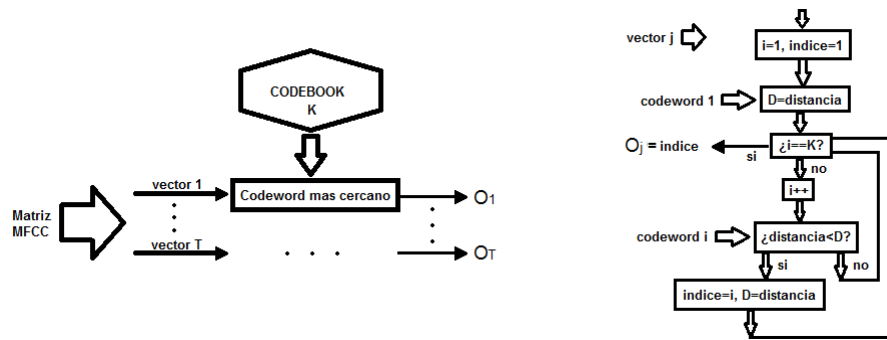 CODEBOOK
K
Matriz
MFCC
vector 1
Codeword mas cercano
O1
vector T
OT
vector j
i=1, indice=1
codeword 1
D=distancia
Oj = indice
si
¿i==K?
no
i++
codeword i
¿distancia<D?
si
no
indice=i, D=distancia